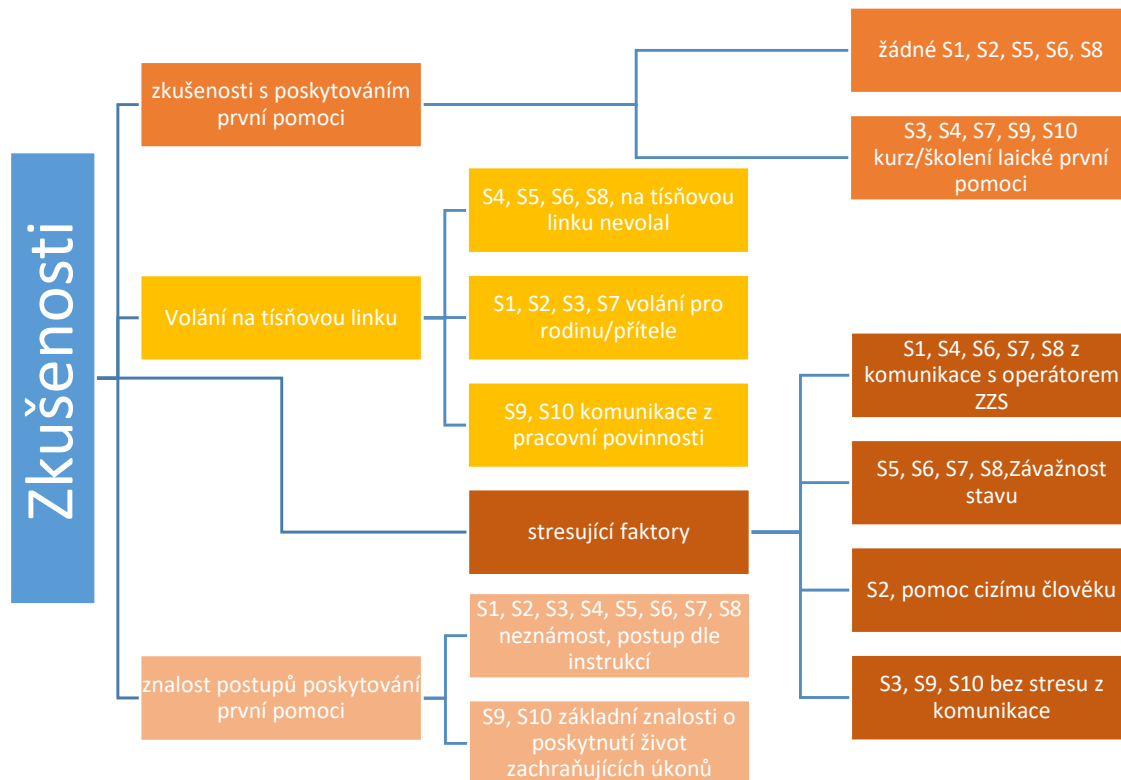 Zkušenosti
zkušenosti s poskytováním
první pomoci
žádné S1, S2, S5, S6, S8
S3, S4, S7, S9, S10
kurz/školení laické první
pomoci
Volání na tísňovou linku
S4, S5, S6, S8, na tísňovou
linku nevolal
S1, S2, S3, S7 volání pro
rodinu/přítele
S9, S10 komunikace z
pracovní povinnosti
stresující faktory
S1, S4, S6, S7, S8 z
komunikace s operátorem
ZZS
S5, S6, S7, S8,Závažnost
stavu
S2, pomoc cizímu člověku
S3, S9, S10 bez stresu z
komunikace
znalost postupů poskytování
první pomoci
S1, S2, S3, S4, S5, S6, S7, S8
neznámost, postup dle
instrukcí
S9, S10 základní znalosti o
poskytnutí život
zachraňujících úkonů